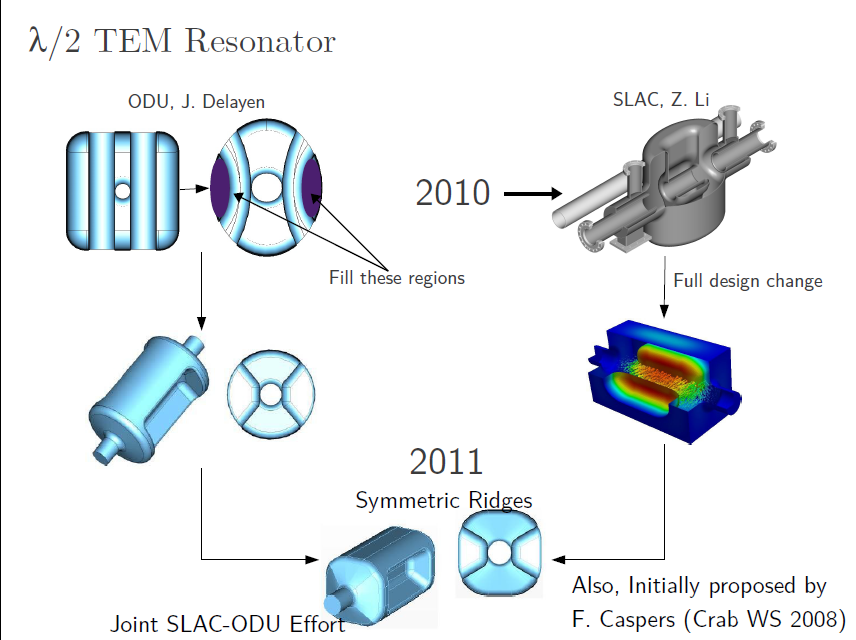 λ/2 TEM Resonator
ODU, J. Delayen
SLAC, Z. Li
2010
Fill these regions
Full design change
2011
Symmetric Ridges
Also, Initially proposed by
F. Caspers (Crab WS 2008)
Joint SLAC-ODU Effort